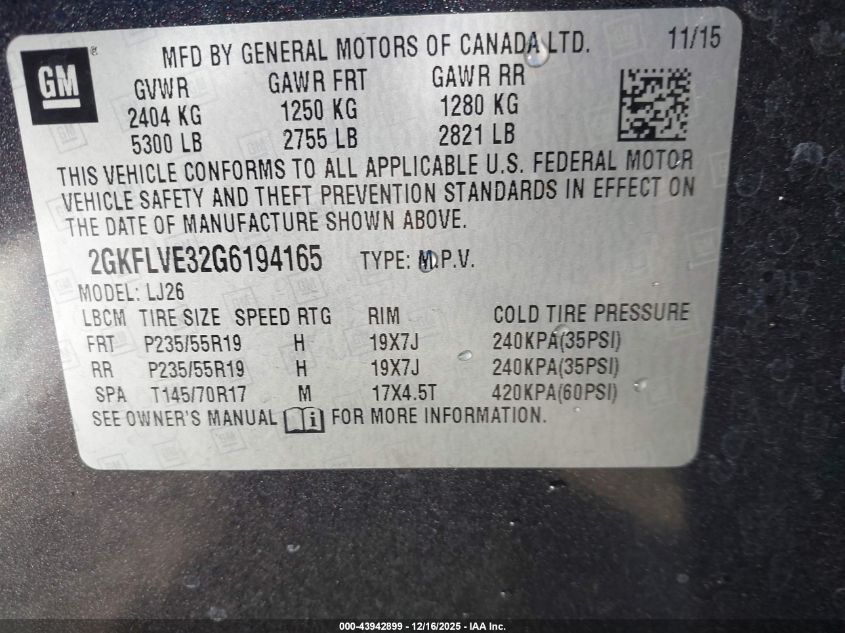 GM
MFD BY GENERAL MOTORS OF CANADA LTD. 11/15
GVWR GAWR FRT GAWR RR
2404 KG 1250 KG 1280 KG
5300 LB 2755 LB 2821 LB
THIS VEHICLE CONFORMS TO ALL APPLICABLE U.S. FEDERAL MOTOR
VEHICLE SAFETY AND THEFT PREVENTION STANDARDS IN EFFECT ON
THE DATE OF MANUFACTURE SHOWN ABOVE.
2GKFLVE32G6194165 TYPE: M.P.V.
MODEL: LJ26
LBCM TIRE SIZE SPEED RTG RIM COLD TIRE PRESSURE
FRT P235/55R19 H 19X7J 240KPA(35PSI)
RR P235/55R19 H 19X7J 240KPA(35PSI)
SPA T145/70R17 M 17X4.5T 420KPA(60PSI)
SEE OWNER'S MANUAL i FOR MORE INFORMATION.
000-43942899 - 12/16/2025 - IAA Inc.